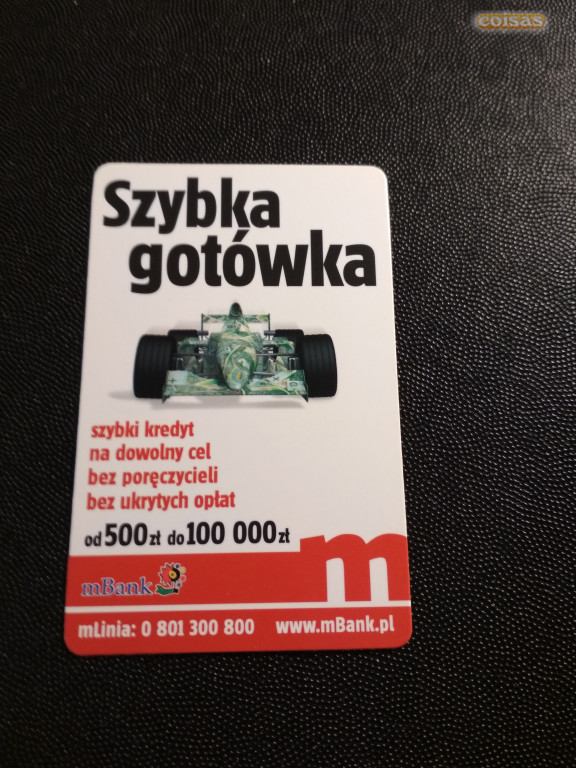 coisas
Szybka
gotówka
szybki kredyt
na dowolny cel
bez poręczycieli
bez ukrytych opłat
od 500 zł do 100 000 zł
m
mBank
mLinia: 0 801 300 800 www.mBank.pl